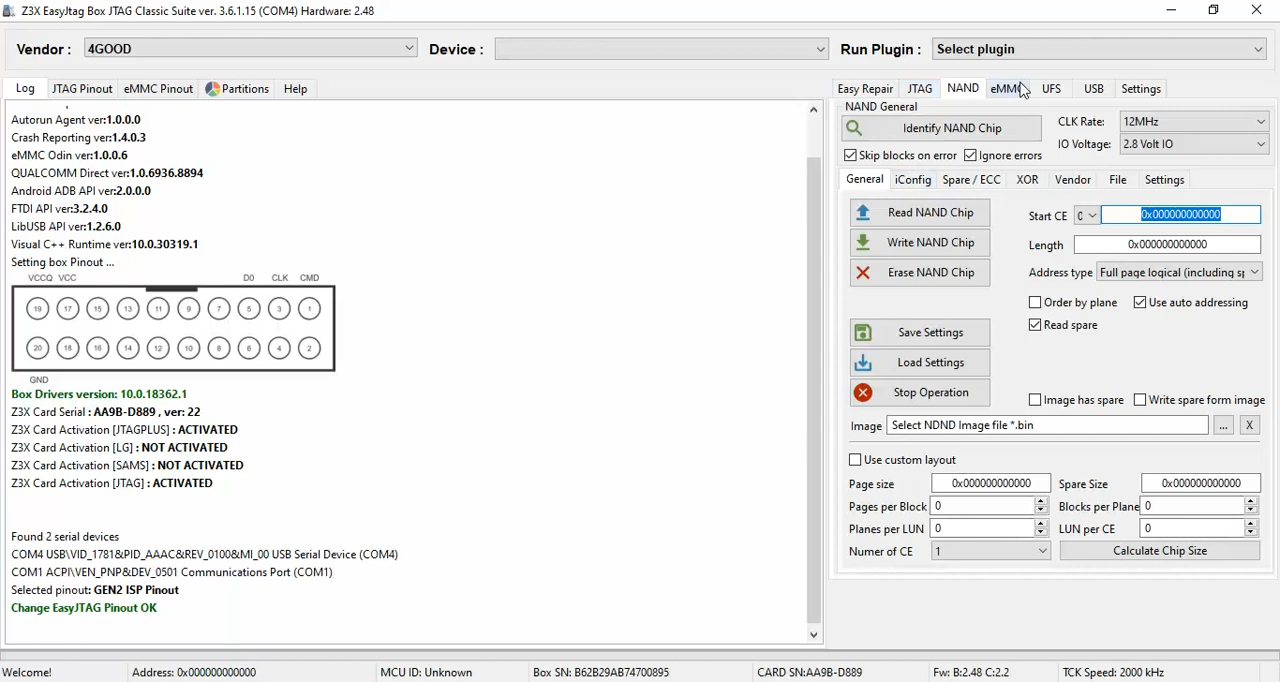 Z3X EasyJtag Box JTAG Classic Suite ver. 3.6.1.15 (COM4) Hardware: 2.48
Vendor : 4GOOD Device : Run Plugin : Select plugin
Log JTAG Pinout eMMC Pinout Partitions Help
Easy Repair JTAG NAND eMMC UFS USB Settings
Autorun Agent ver:1.0.0.0
Crash Reporting ver:1.4.0.3
eMMC Odin ver:1.0.0.6
QUALCOMM Direct ver:1.0.6936.8894
Android ADB API ver:2.0.0.0
FTDI API ver:3.2.4.0
LibUSB API ver:1.2.6.0
Visual C++ Runtime ver:10.0.30319.1
Setting box Pinout ...
VCCQ VCC D0 CLK CMD
19 17 15 13 11 9 7 5 3 1
20 18 16 14 12 10 8 6 4 2
GND
Box Drivers version: 10.0.18362.1
Z3X Card Serial : AA9B-D889 , ver: 22
Z3X Card Activation [JTAGPLUS] : ACTIVATED
Z3X Card Activation [LG] : NOT ACTIVATED
Z3X Card Activation [SAMS] : NOT ACTIVATED
Z3X Card Activation [JTAG] : ACTIVATED
Found 2 serial devices
COM4 USB\VID_1781&PID_AAAC&REV_0100&MI_00 USB Serial Device (COM4)
COM1 ACPI\VEN_PNP&DEV_0501 Communications Port (COM1)
Selected pinout: GEN2 ISP Pinout
Change EasyJTAG Pinout OK
NAND General
Identify NAND Chip CLK Rate: 12MHz
IO Voltage: 2.8 Volt IO
Skip blocks on error Ignore errors
General iConfig Spare / ECC XOR Vendor File Settings
Read NAND Chip Start CE 0 0x000000000000
Write NAND Chip Length 0x000000000000
Erase NAND Chip Address type Full page logical (including
Order by plane Use auto addressing
Read spare
Save Settings
Load Settings
Stop Operation Image has spare Write spare form image
Image Select NDND Image file *.bin ... X
Use custom layout
Page size 0x000000000000 Spare Size 0x000000000000
Pages per Block 0 Blocks per Plane 0
Planes per LUN 0 LUN per CE 0
Numer of CE 1 Calculate Chip Size
Welcome! Address: 0x000000000000 MCU ID: Unknown Box SN: B62B29AB74700895 CARD SN:AA9B-D889 Fw: B:2.48 C:2.2 TCK Speed: 2000 kHz